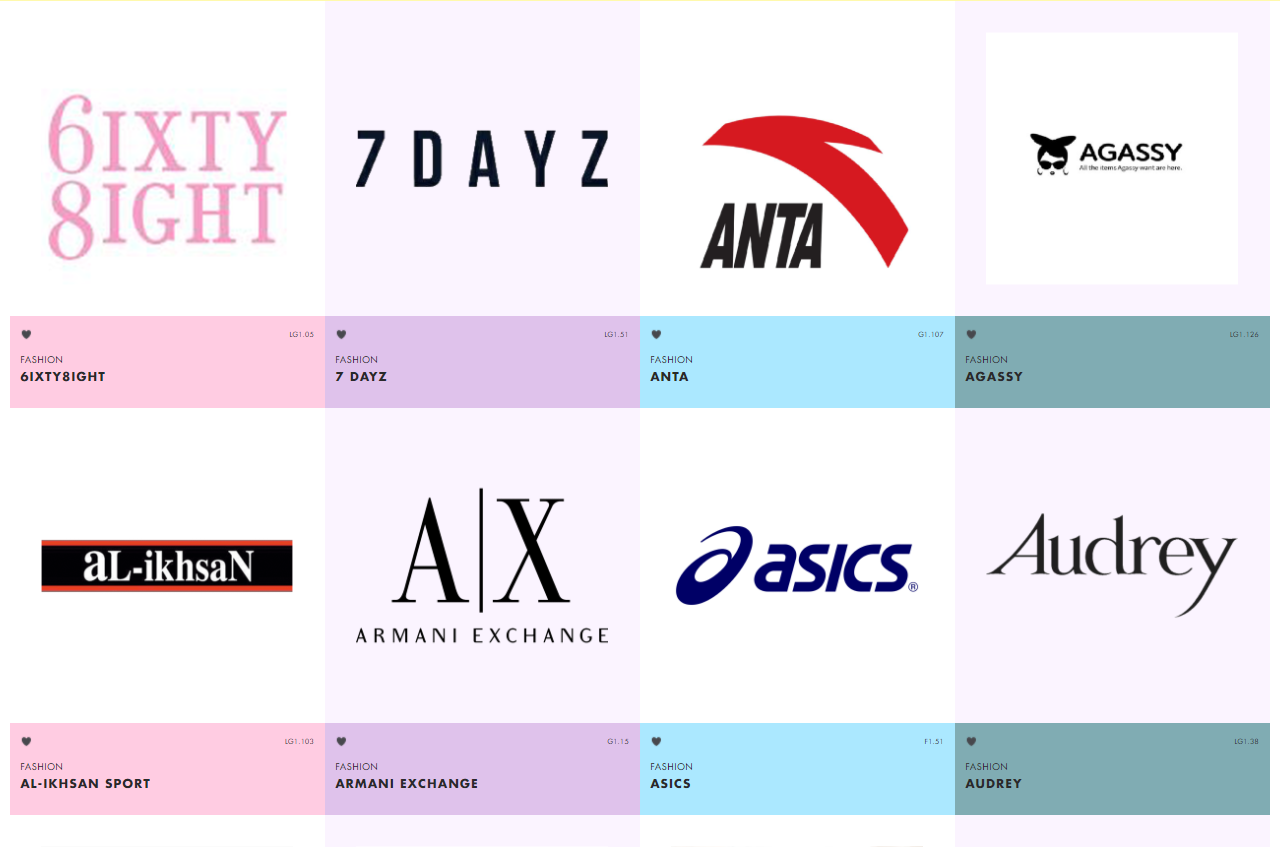 6IXTY
8IGHT
7 DAYZ
ANTA
AGASSY
All the items Agassy want are here.
LG1.05
FASHION
6IXTY8IGHT
LG1.51
FASHION
7 DAYZ
G1.107
FASHION
ANTA
LG1.126
FASHION
AGASSY
aL-ikhsaN
A|X
ARMANI EXCHANGE
asics®
Audrey
LG1.103
FASHION
AL-IKHSAN SPORT
G1.15
FASHION
ARMANI EXCHANGE
F1.51
FASHION
ASICS
LG1.38
FASHION
AUDREY